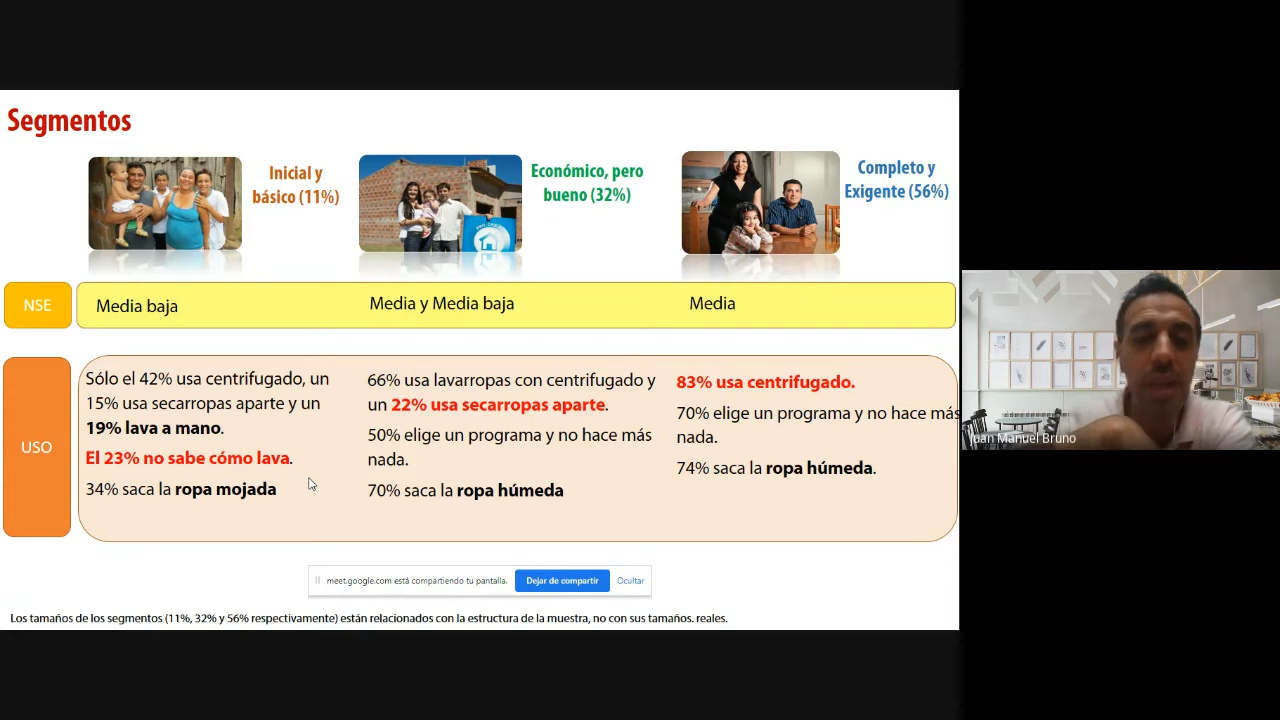 Segmentos
Inicial y
básico (11%)
Económico, pero
bueno (32%)
Completo y
Exigente (56%)
NSE
Media baja
Media y Media baja
Media
USO
Sólo el 42% usa centrifugado, un
15% usa secarropas aparte y un
19% lava a mano.
El 23% no sabe cómo lava.
34% saca la ropa mojada
66% usa lavarropas con centrifugado y
un 22% usa secarropas aparte.
50% elige un programa y no hace más
nada.
70% saca la ropa húmeda
83% usa centrifugado.
70% elige un programa y no hace más
nada.
74% saca la ropa húmeda.
Juan Manuel Bruno
meet.google.com está compartiendo tu pantalla.
Dejar de compartir
Ocultar
Los tamaños de los segmentos (11%, 32% y 56% respectivamente) están relacionados con la estructura de la muestra, no con sus tamaños. reales.